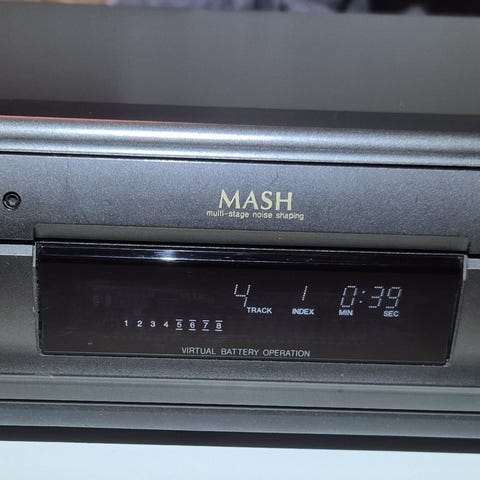 MASH
multi-stage noise shaping
4 TRACK 1 INDEX 0:39 MIN SEC
1 2 3 4 5 6 7 8
VIRTUAL BATTERY OPERATION